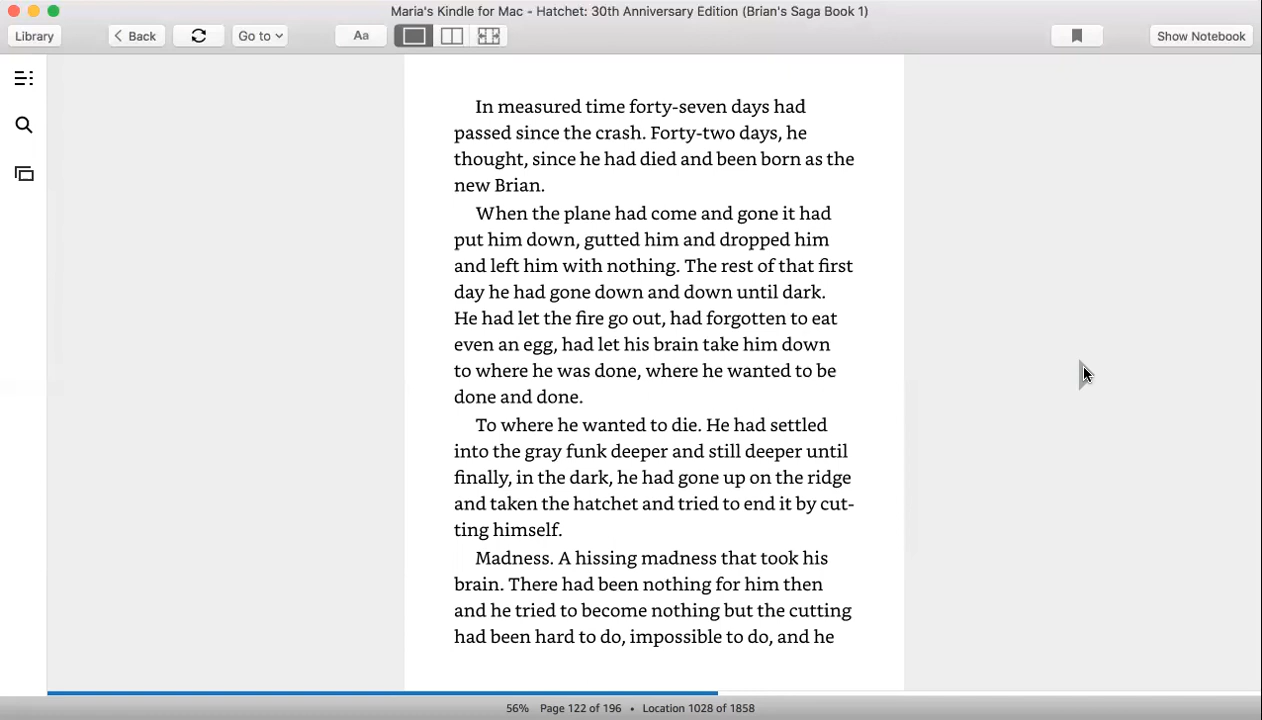 Maria's Kindle for Mac - Hatchet: 30th Anniversary Edition (Brian's Saga Book 1)
Library Back Go to Aa Show Notebook
In measured time forty-seven days had
passed since the crash. Forty-two days, he
thought, since he had died and been born as the
new Brian.
When the plane had come and gone it had
put him down, gutted him and dropped him
and left him with nothing. The rest of that first
day he had gone down and down until dark.
He had let the fire go out, had forgotten to eat
even an egg, had let his brain take him down
to where he was done, where he wanted to be
done and done.
To where he wanted to die. He had settled
into the gray funk deeper and still deeper until
finally, in the dark, he had gone up on the ridge
and taken the hatchet and tried to end it by cut-
ting himself.
Madness. A hissing madness that took his
brain. There had been nothing for him then
and he tried to become nothing but the cutting
had been hard to do, impossible to do, and he
56% Page 122 of 196 • Location 1028 of 1858